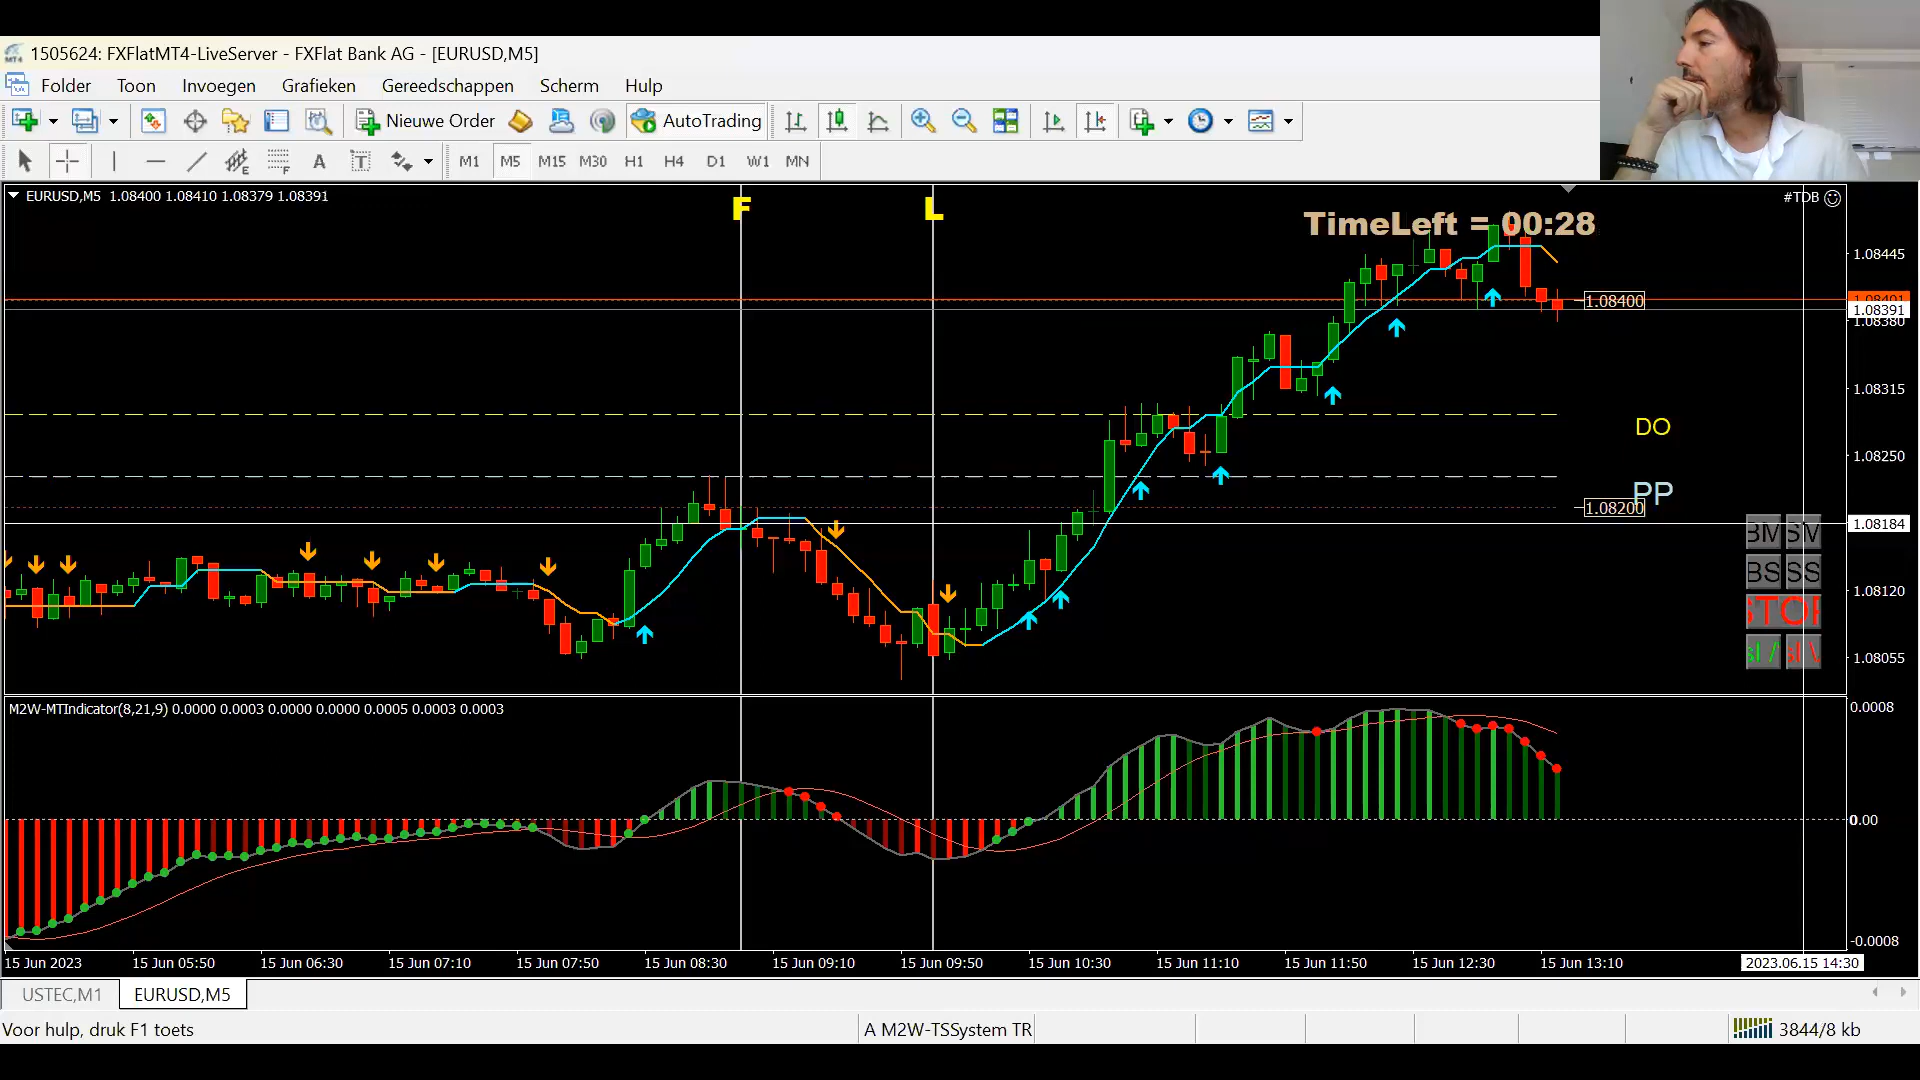 1505624: FXFlatMT4-LiveServer - FXFlat Bank AG - [EURUSD,M5]
Folder Toon Invoegen Grafieken Gereedschappen Scherm Hulp
Nieuwe Order AutoTrading
A T M1 M5 M15 M30 H1 H4 D1 W1 MN
EURUSD,M5 1.08400 1.08410 1.08379 1.08391
#TDB
F
L
TimeLeft = 00:28
1.08445
1.08400
1.08401
1.08391
1.08380
1.08315
DO
1.08250
PP
1.08200
1.08184
BM SM
BS SS
1.08120
STOP
sl / sl \
1.08055
M2W-MTIndicator(8,21,9) 0.0000 0.0003 0.0000 0.0000 0.0005 0.0003 0.0003
0.0008
0.00
-0.0008
15 Jun 2023 15 Jun 05:50 15 Jun 06:30 15 Jun 07:10 15 Jun 07:50 15 Jun 08:30 15 Jun 09:10 15 Jun 09:50 15 Jun 10:30 15 Jun 11:10 15 Jun 11:50 15 Jun 12:30 15 Jun 13:10 2023.06.15 14:30
USTEC,M1 EURUSD,M5
Voor hulp, druk F1 toets A M2W-TSSystem TR 3844/8 kb